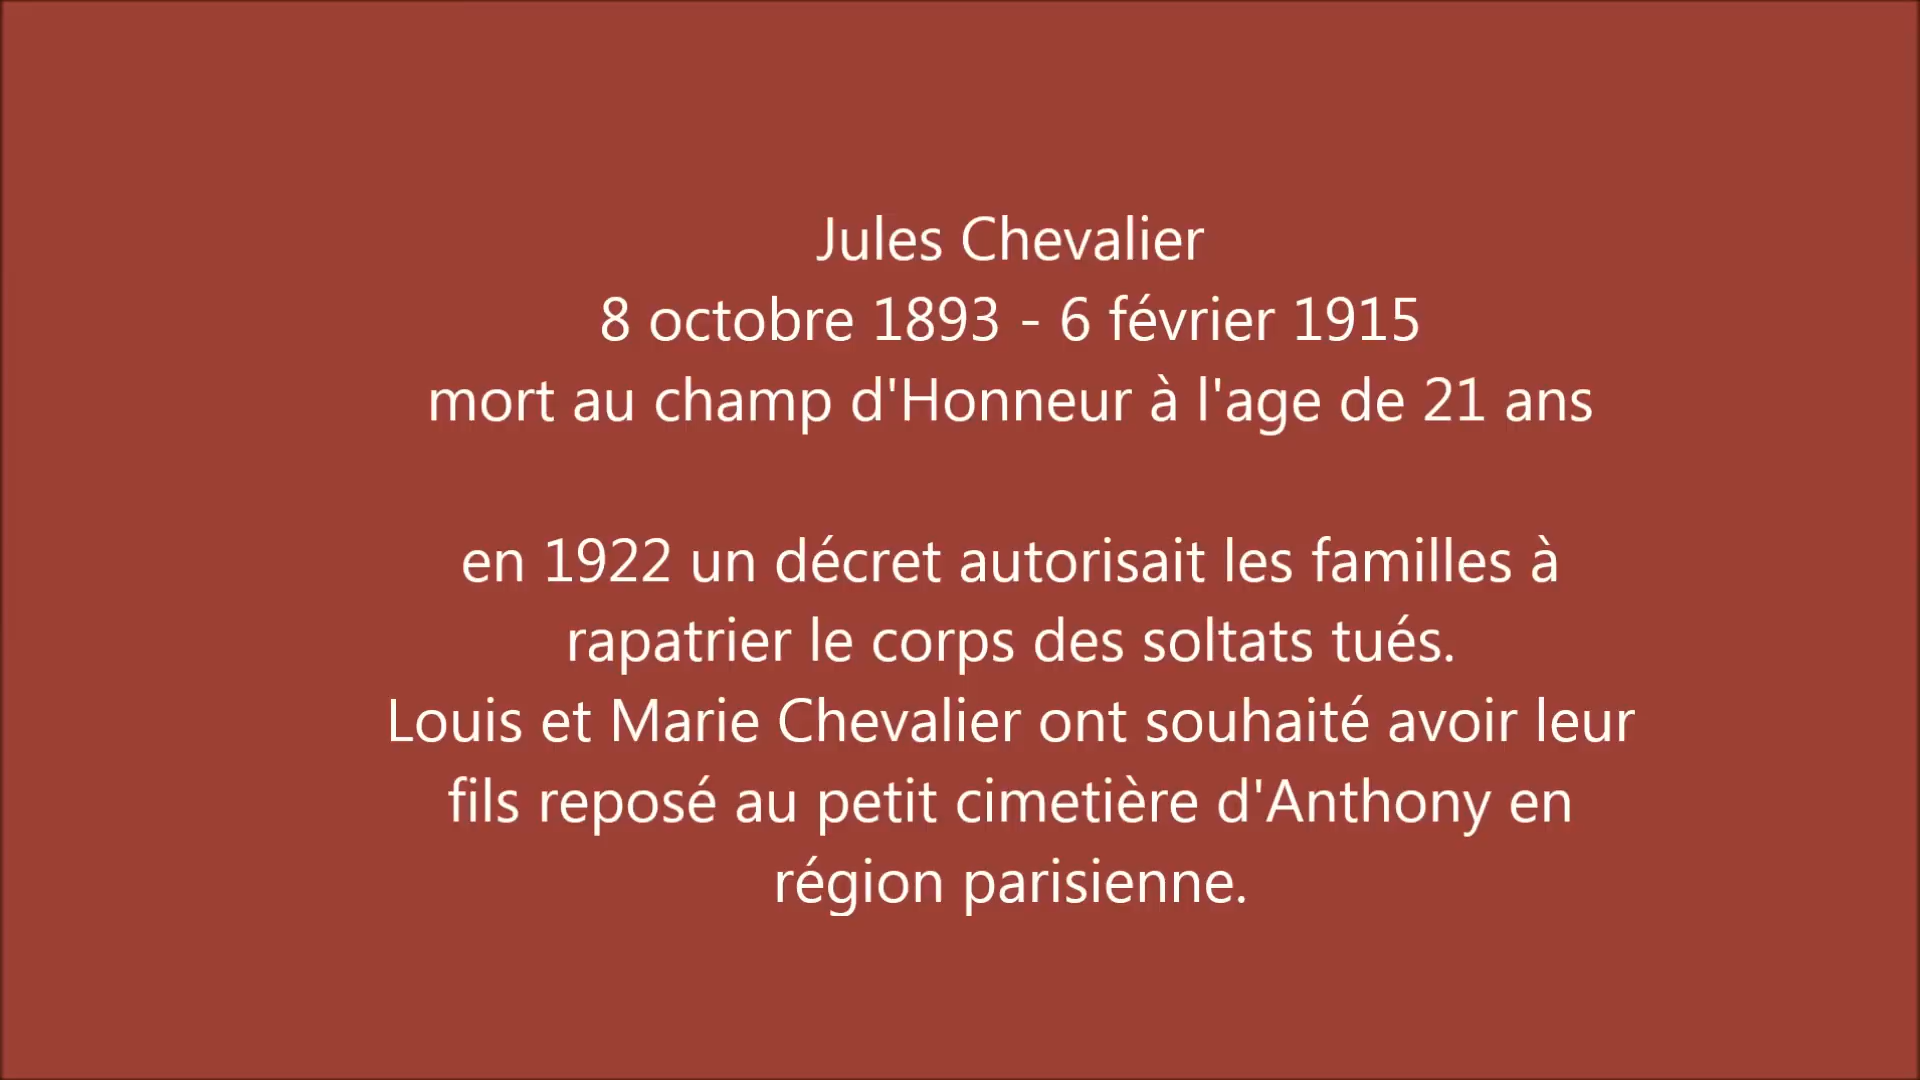 Jules Chevalier
8 octobre 1893 - 6 février 1915
mort au champ d'Honneur à l'age de 21 ans
en 1922 un décret autorisait les familles à
rapatrier le corps des soltats tués.
Louis et Marie Chevalier ont souhaité avoir leur
fils reposé au petit cimetière d'Anthony en
région parisienne.